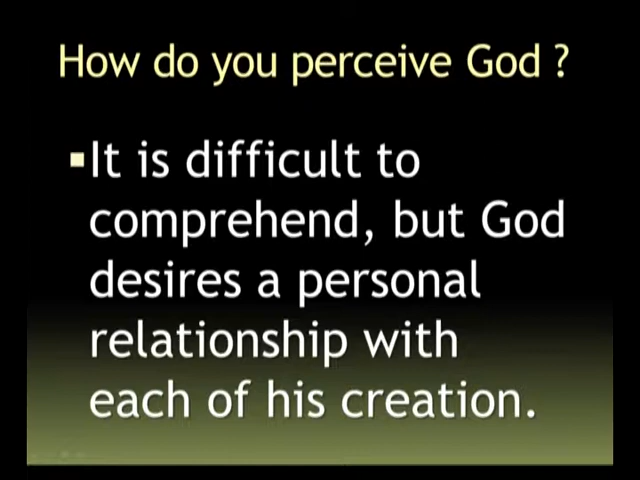 How do you perceive God ?
▪It is difficult to
comprehend, but God
desires a personal
relationship with
each of his creation.